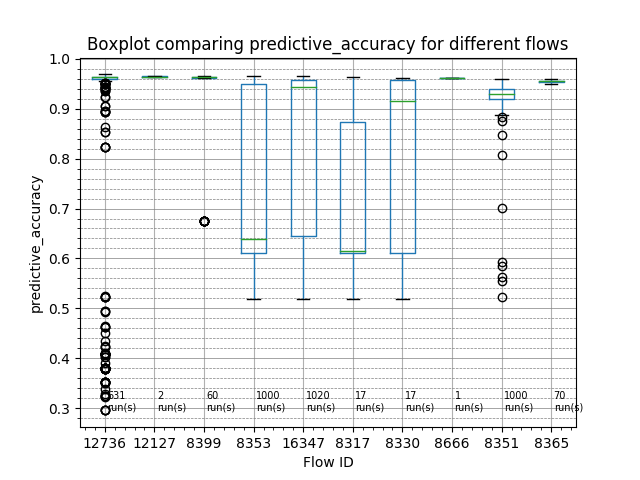 Boxplot comparing predictive_accuracy for different flows
1.0
0.9
0.8
0.7
0.6
0.5
0.4
0.3
predictive_accuracy
631 run(s)
2 run(s)
60 run(s)
1000 run(s)
1020 run(s)
17 run(s)
17 run(s)
1 run(s)
1000 run(s)
70 run(s)
12736 12127 8399 8353 16347 8317 8330 8666 8351 8365
Flow ID